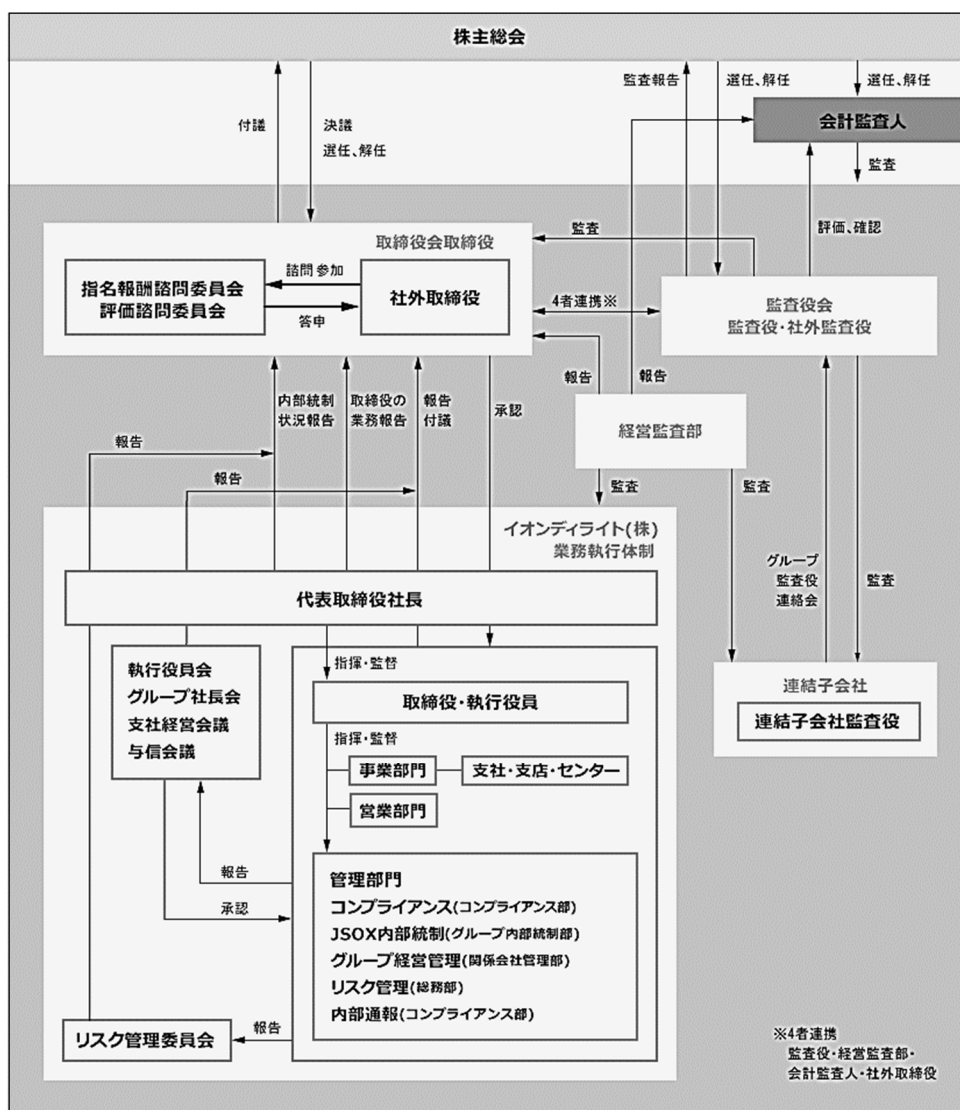 株主総会
付議
決議
選任、解任
監査報告
選任、解任
選任、解任
会計監査人
監査
評価、確認
取締役会取締役
指名報酬諮問委員会
評価諮問委員会
諮問 参加
答申
社外取締役
監査
4者連携※
監査役会
監査役・社外監査役
報告
報告
経営監査部
監査
監査
内部統制
状況報告
取締役の
業務報告
報告
付議
承認
報告
報告
グループ
監査役
連絡会
監査
イオンディライト(株)
業務執行体制
代表取締役社長
執行役員会
グループ社長会
支社経営会議
与信会議
指揮・監督
取締役・執行役員
指揮・監督
事業部門
支社・支店・センター
営業部門
連結子会社
連結子会社監査役
報告
承認
管理部門
コンプライアンス(コンプライアンス部)
JSOX内部統制(グループ内部統制部)
グループ経営管理(関係会社管理部)
リスク管理(総務部)
内部通報(コンプライアンス部)
報告
リスク管理委員会
※4者連携
監査役・経営監査部・
会計監査人・社外取締役